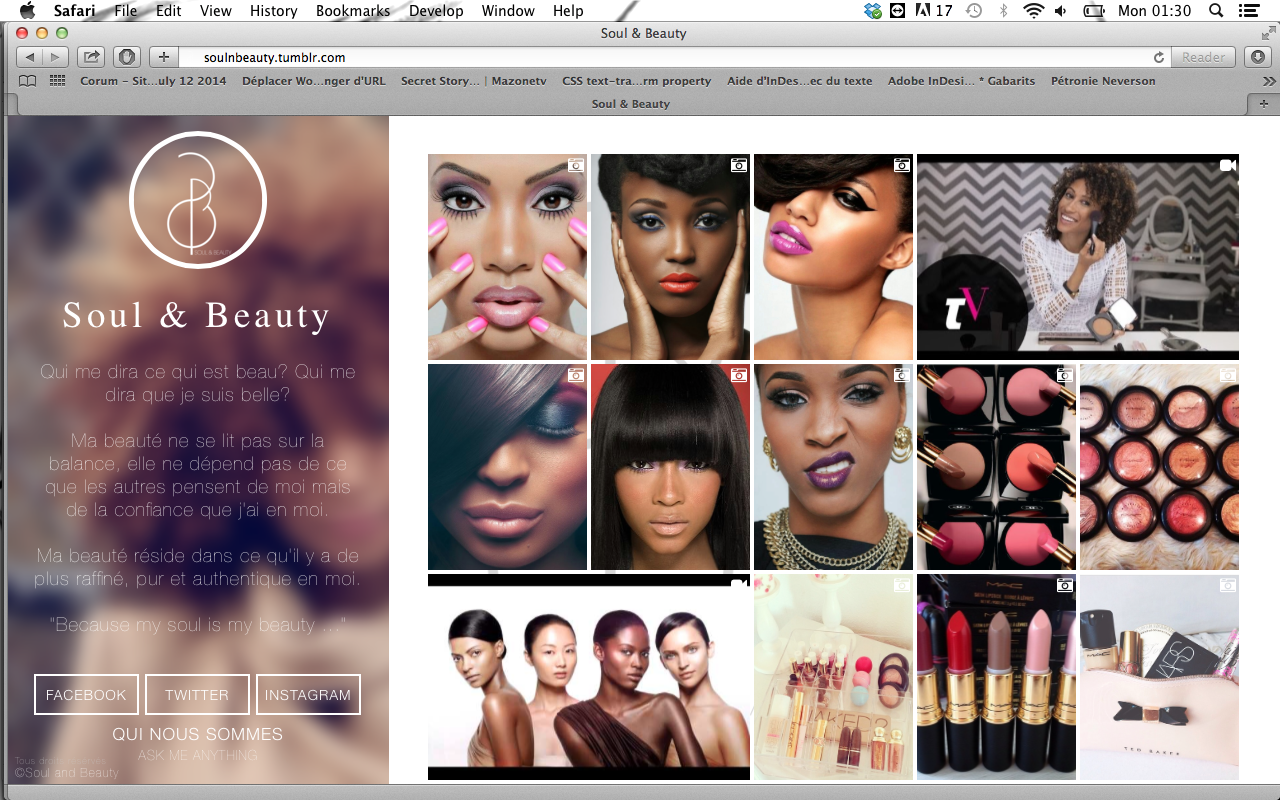 Safari File Edit View History Bookmarks Develop Window Help 17 Mon 01:30
Soul & Beauty
soulnbeauty.tumblr.com Reader
Corum – Sit...uly 12 2014 Déplacer Wo...nger d'URL Secret Story... | Mazonetv CSS text-tra...rm property Aide d'InDes...ec du texte Adobe InDesi... * Gabarits Pétronie Neverson
Soul & Beauty
SOUL & BEAUTY
Soul & Beauty
Qui me dira ce qui est beau? Qui me
dira que je suis belle?
Ma beauté ne se lit pas sur la
balance, elle ne dépend pas de ce
que les autres pensent de moi mais
de la confiance que j'ai en moi.
Ma beauté réside dans ce qu'il y a de
plus raffiné, pur et authentique en moi.
"Because my soul is my beauty ..."
FACEBOOK TWITTER INSTAGRAM
QUI NOUS SOMMES
ASK ME ANYTHING
Tous droits réservés
©Soul and Beauty
TV
MAC
NAKED2
MAC
NARS
TED BAKER